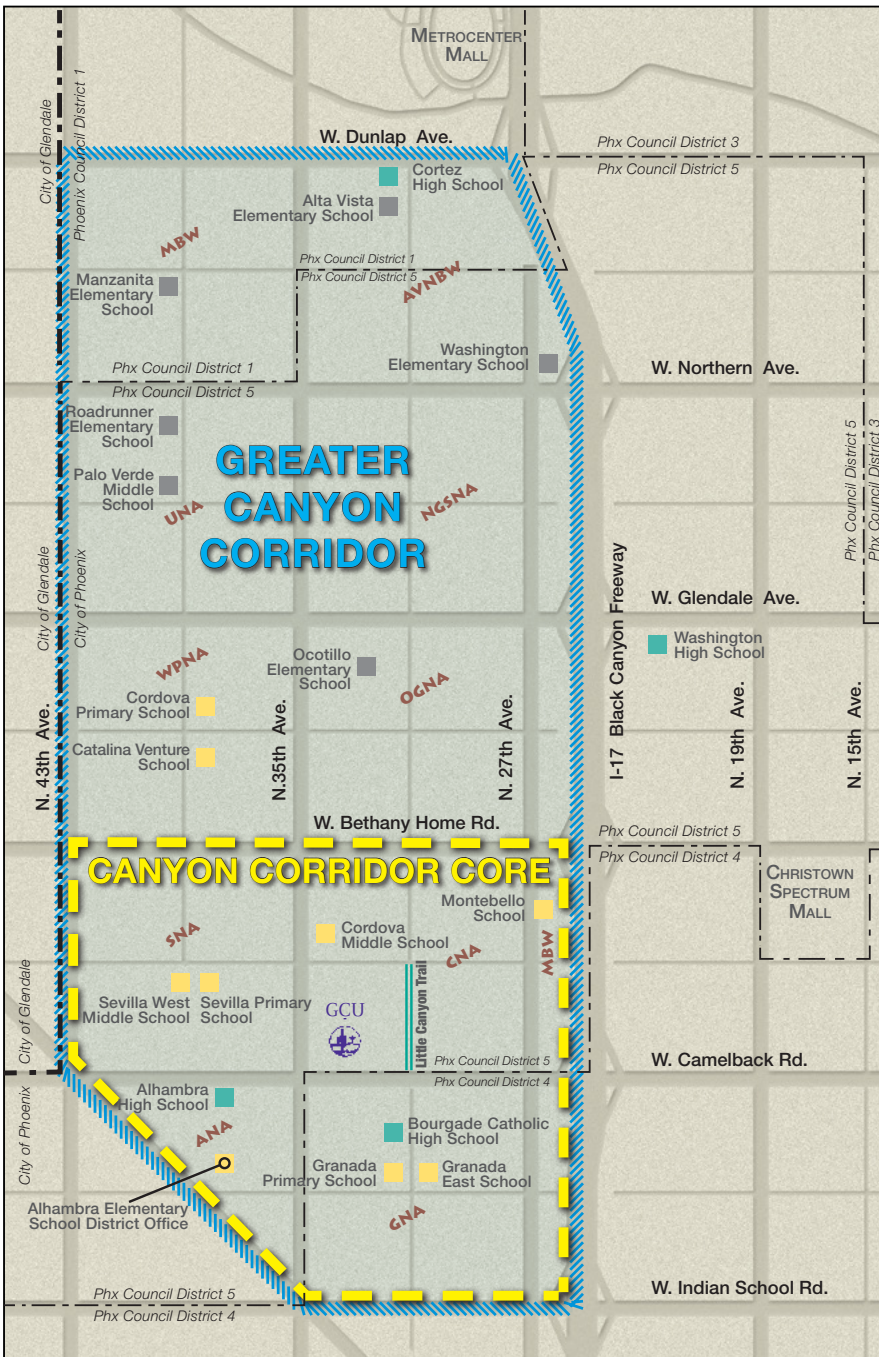 METROCENTER
MALL
City of Glendale
Phoenix Council District 1
W. Dunlap Ave.
Phx Council District 3
Phx Council District 5
Cortez
High School
Alta Vista
Elementary School
MBW
Phx Council District 1
Phx Council District 5
AVNBW
Manzanita
Elementary
School
Washington
Elementary School
Phx Council District 1
Phx Council District 5
W. Northern Ave.
Roadrunner
Elementary
School
Phx Council District 5
Phx Council District 3
GREATER
CANYON
CORRIDOR
Palo Verde
Middle
School
UNA
NGSNA
City of Glendale
City of Phoenix
I-17 Black Canyon Freeway
W. Glendale Ave.
Washington
High School
WPNA
Ocotillo
Elementary
School
OGNA
Cordova
Primary School
Catalina Venture
School
N. 43th Ave.
N.35th Ave.
N. 27th Ave.
N. 19th Ave.
N. 15th Ave.
W. Bethany Home Rd.
Phx Council District 5
Phx Council District 4
CANYON CORRIDOR CORE
CHRISTOWN
SPECTRUM
MALL
Montebello
School
SNA
Cordova
Middle School
CNA
MBW
City of Glendale
Sevilla West
Middle School
Sevilla Primary
School
GCU
Little Canyon Trail
Phx Council District 5
Phx Council District 4
W. Camelback Rd.
City of Phoenix
Alhambra
High School
ANA
Bourgade Catholic
High School
Granada
Primary School
Granada
East School
Alhambra Elementary
School District Office
GNA
Phx Council District 5
Phx Council District 4
W. Indian School Rd.